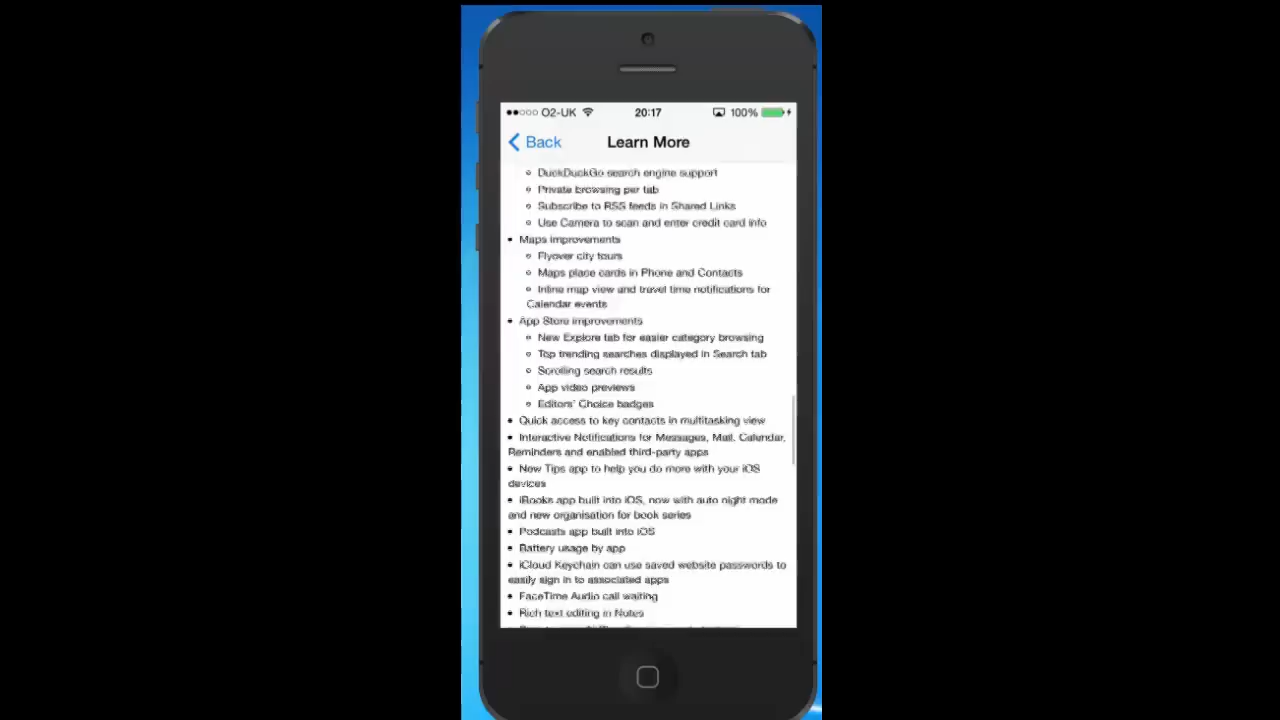 O2-UK 20:17 100%
Back Learn More
DuckDuckGo search engine support
Private browsing per tab
Subscribe to RSS feeds in Shared Links
Use Camera to scan and enter credit card info
Maps improvements
Flyover city tours
Maps place cards in Phone and Contacts
Inline map view and travel time notifications for
Calendar events
App Store improvements
New Explore tab for easier category browsing
Top trending searches displayed in Search tab
Scrolling search results
App video previews
Editors' Choice badges
Quick access to key contacts in multitasking view
Interactive Notifications for Messages, Mail, Calendar,
Reminders and enabled third-party apps
New Tips app to help you do more with your iOS
devices
iBooks app built into iOS, now with auto night mode
and new organisation for book series
Podcasts app built into iOS
Battery usage by app
iCloud Keychain can use saved website passwords to
easily sign in to associated apps
FaceTime Audio call waiting
Rich text editing in Notes